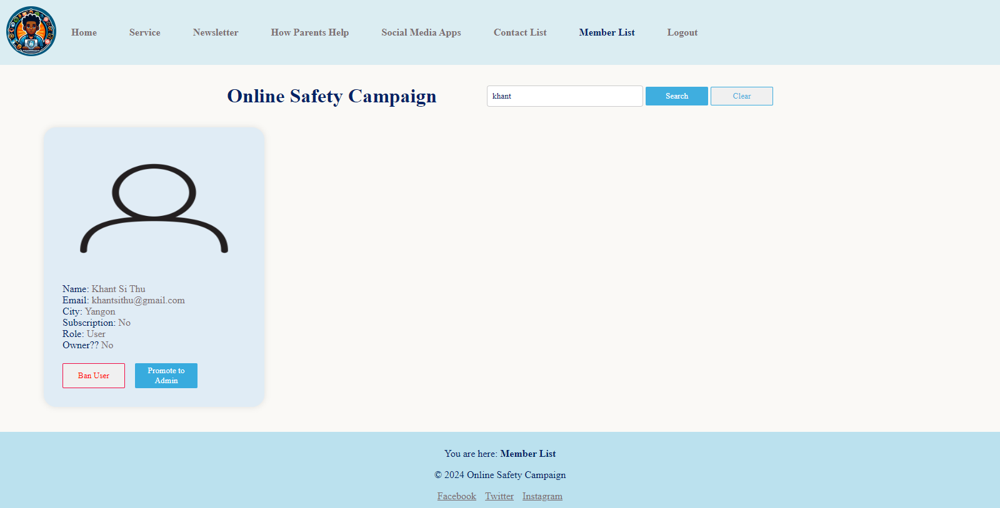 Home Service Newsletter How Parents Help Social Media Apps Contact List Member List Logout
Online Safety Campaign
khant Search Clear
Name: Khant Si Thu
Email: khantsithu@gmail.com
City: Yangon
Subscription: No
Role: User
Owner?? No
Ban User
Promote to
Admin
You are here: Member List
© 2024 Online Safety Campaign
Facebook Twitter Instagram